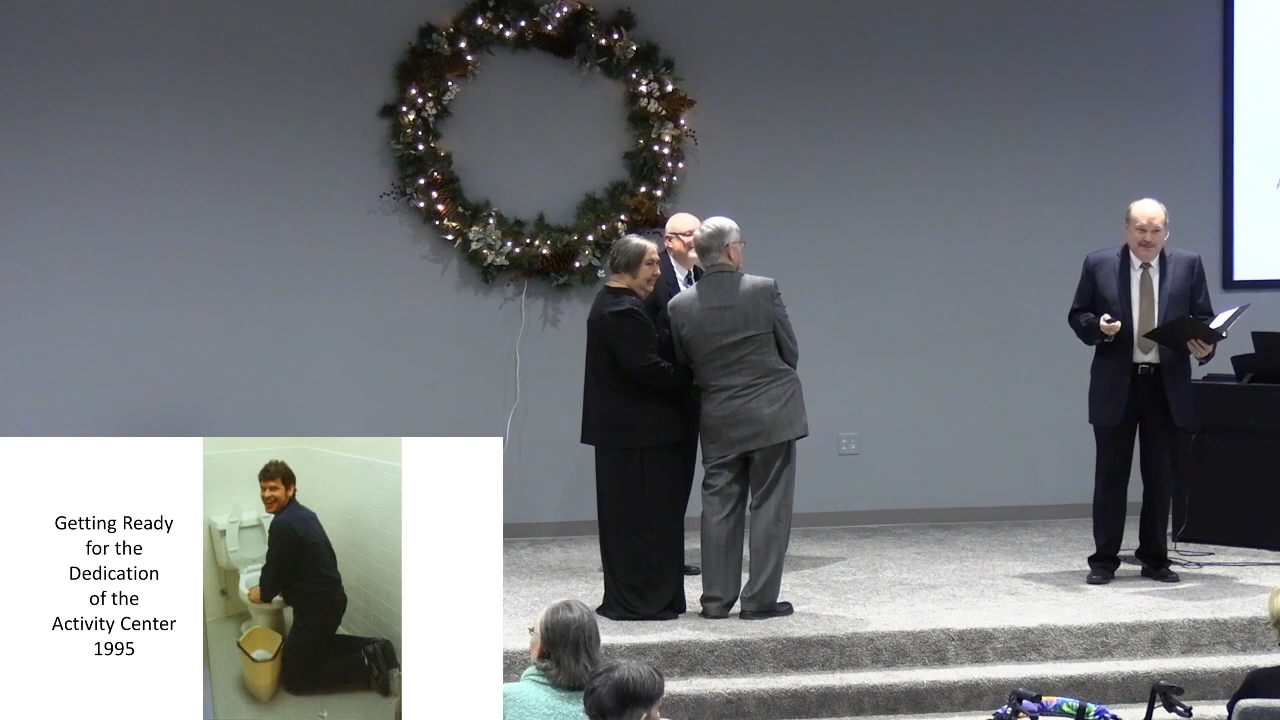 Getting Ready
for the
Dedication
of the
Activity Center
1995